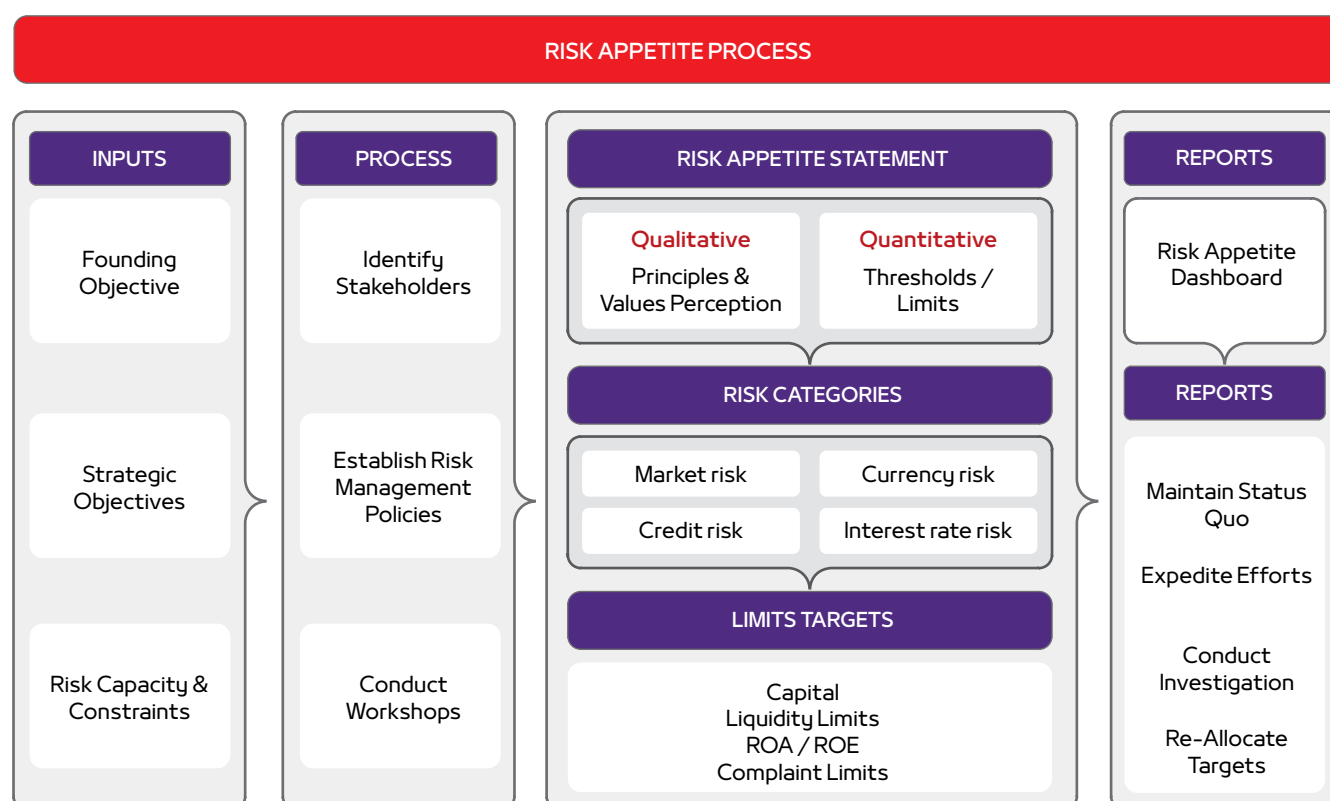 RISK APPETITE PROCESS
INPUTS
Founding
Objective
Strategic
Objectives
Risk Capacity &
Constraints
PROCESS
Identify
Stakeholders
Establish Risk
Management
Policies
Conduct
Workshops
RISK APPETITE STATEMENT
Qualitative
Principles &
Values Perception
Quantitative
Thresholds /
Limits
RISK CATEGORIES
Market risk
Currency risk
Credit risk
Interest rate risk
LIMITS TARGETS
Capital
Liquidity Limits
ROA / ROE
Complaint Limits
REPORTS
Risk Appetite
Dashboard
REPORTS
Maintain Status
Quo
Expedite Efforts
Conduct
Investigation
Re-Allocate
Targets